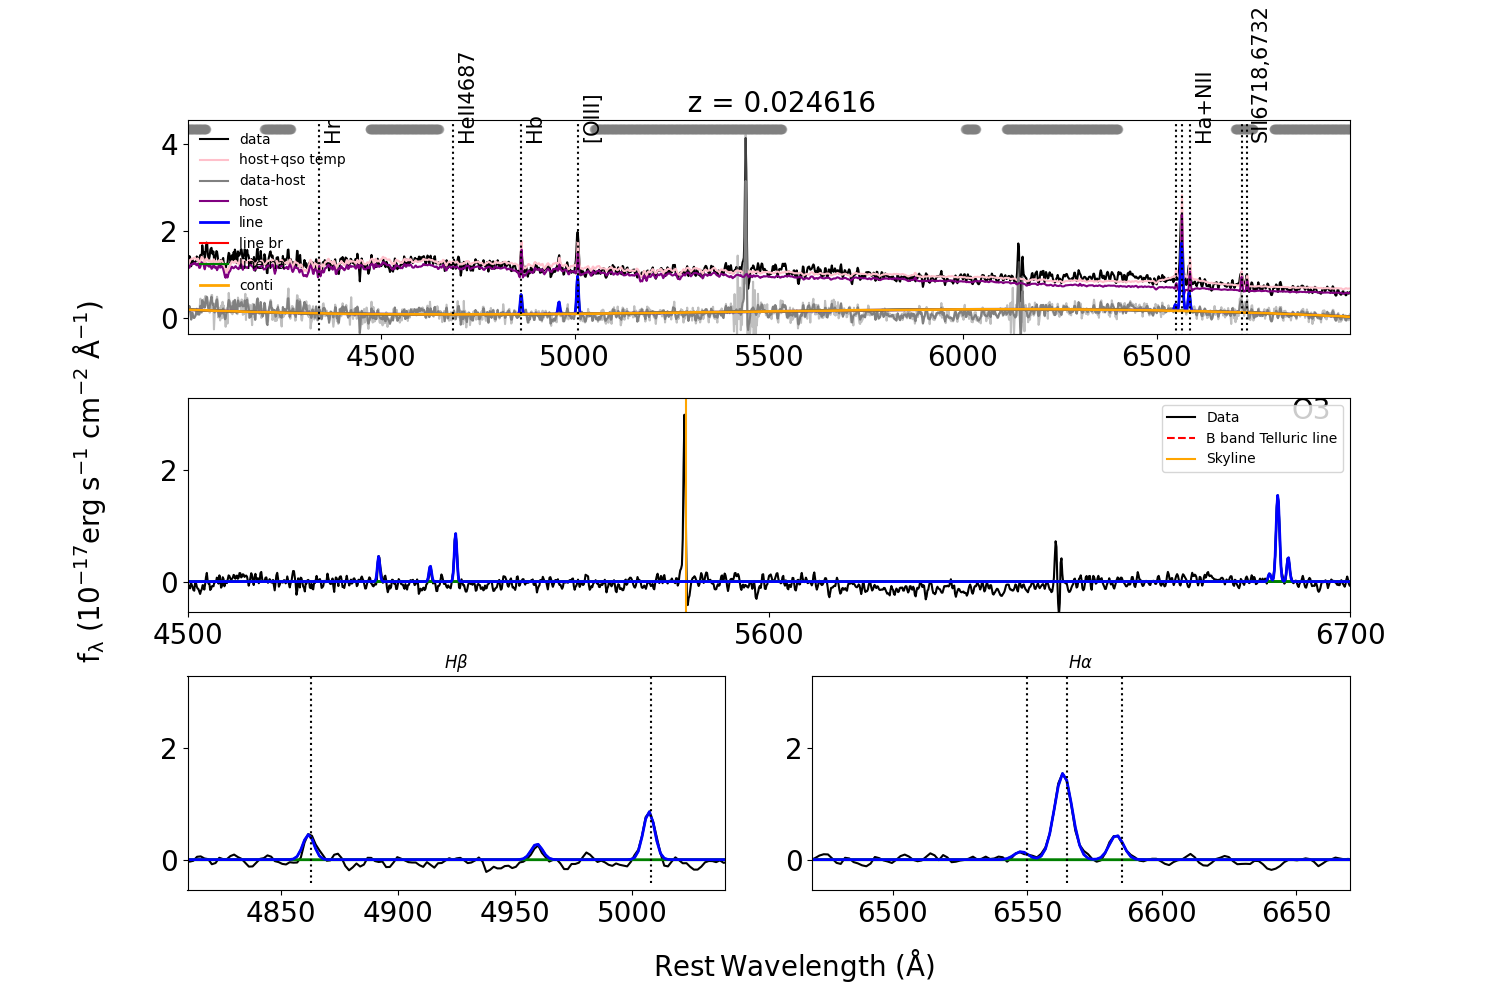 z = 0.024616
Hr
HeII4687
Hb
[OIII]
Ha+NII
SII6718,6732
data
host+qso temp
data-host
host
line
line br
conti
4
2
0
4500 5000 5500 6000 6500
O3
Data
B band Telluric line
Skyline
2
0
4500 5600 6700
fλ (10−17erg s−1 cm−2 Å−1)
Hβ
2
0
4850 4900 4950 5000
Hα
2
0
6500 6550 6600 6650
Rest Wavelength (Å)